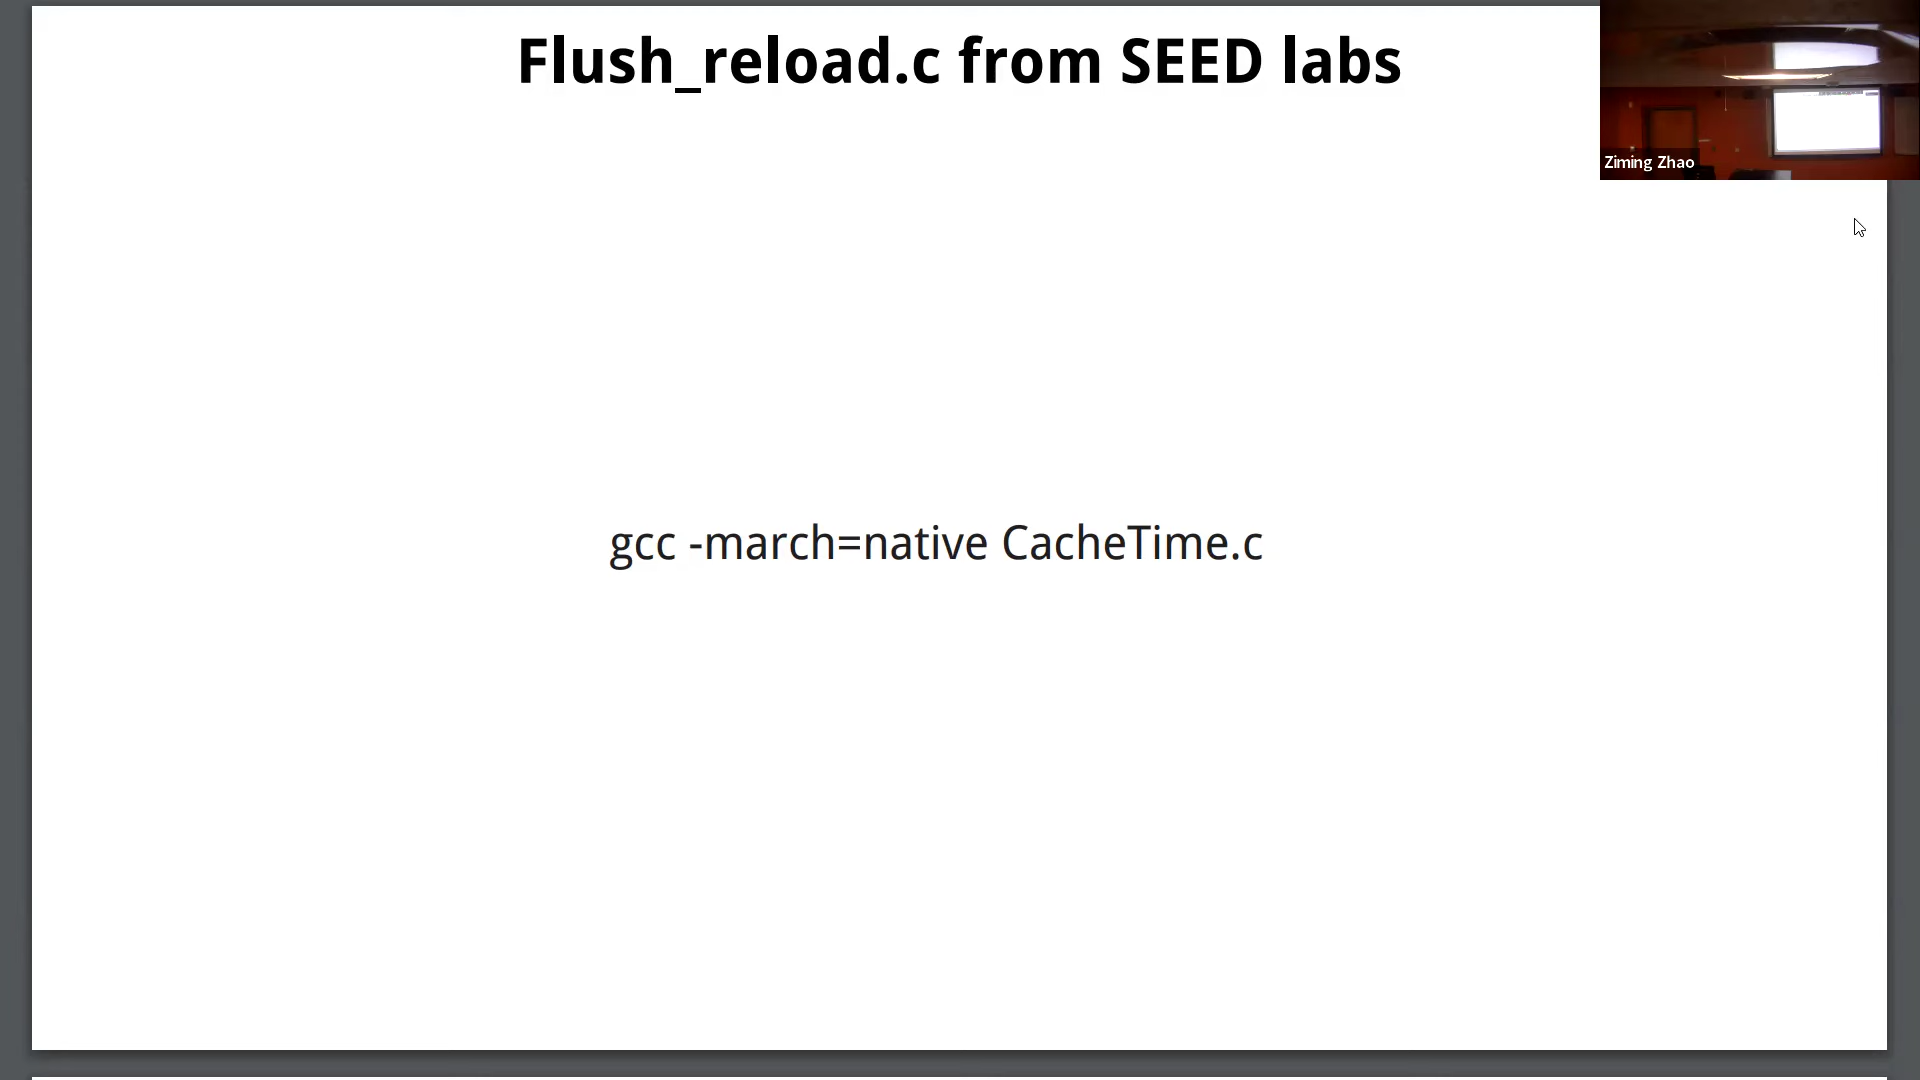 Flush_reload.c from SEED labs
Ziming Zhao
gcc -march=native CacheTime.c